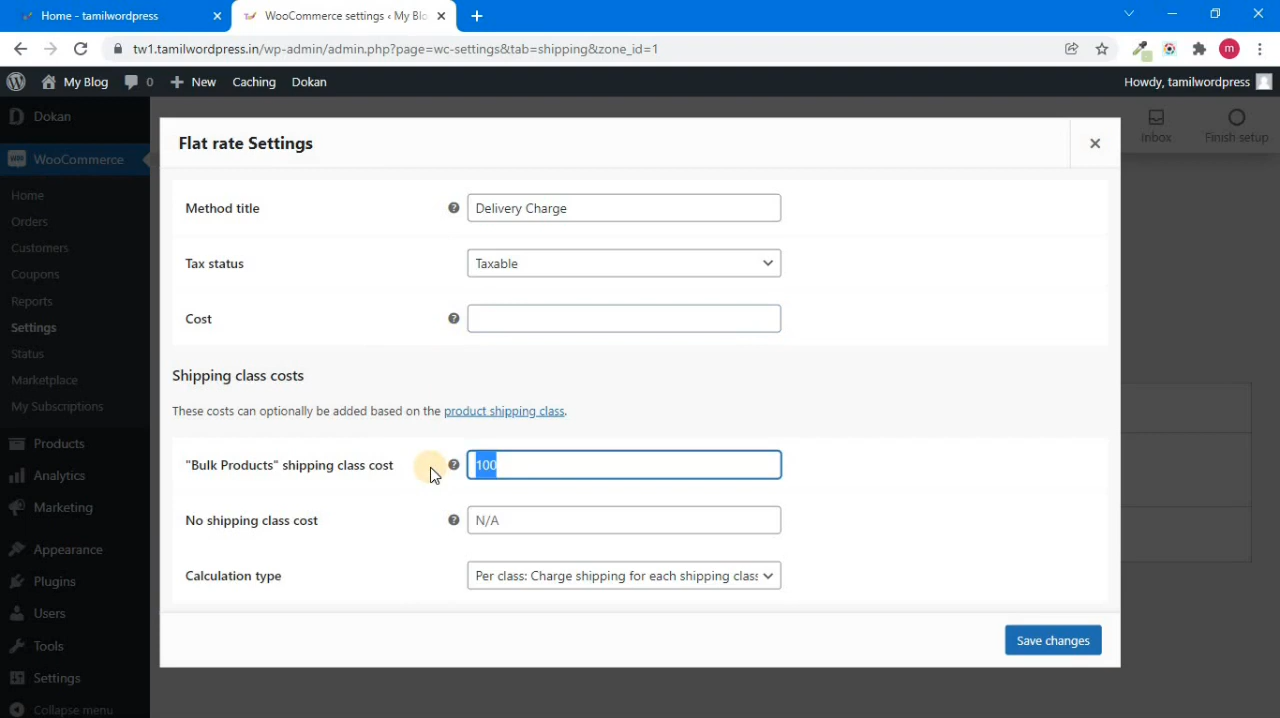 Home - tamilwordpress
WooCommerce settings ‹ My Blo
tw1.tamilwordpress.in/wp-admin/admin.php?page=wc-settings&tab=shipping&zone_id=1
m
My Blog
0
New
Caching
Dokan
Howdy, tamilwordpress
Dokan
WooCommerce
Home
Orders
Customers
Coupons
Reports
Settings
Status
Marketplace
My Subscriptions
Products
Analytics
Marketing
Appearance
Plugins
Users
Tools
Settings
Collapse menu
Inbox
Finish setup
Flat rate Settings
Method title
Delivery Charge
Tax status
Taxable
Cost
Shipping class costs
These costs can optionally be added based on the product shipping class.
"Bulk Products" shipping class cost
100
No shipping class cost
N/A
Calculation type
Per class: Charge shipping for each shipping clas
Save changes